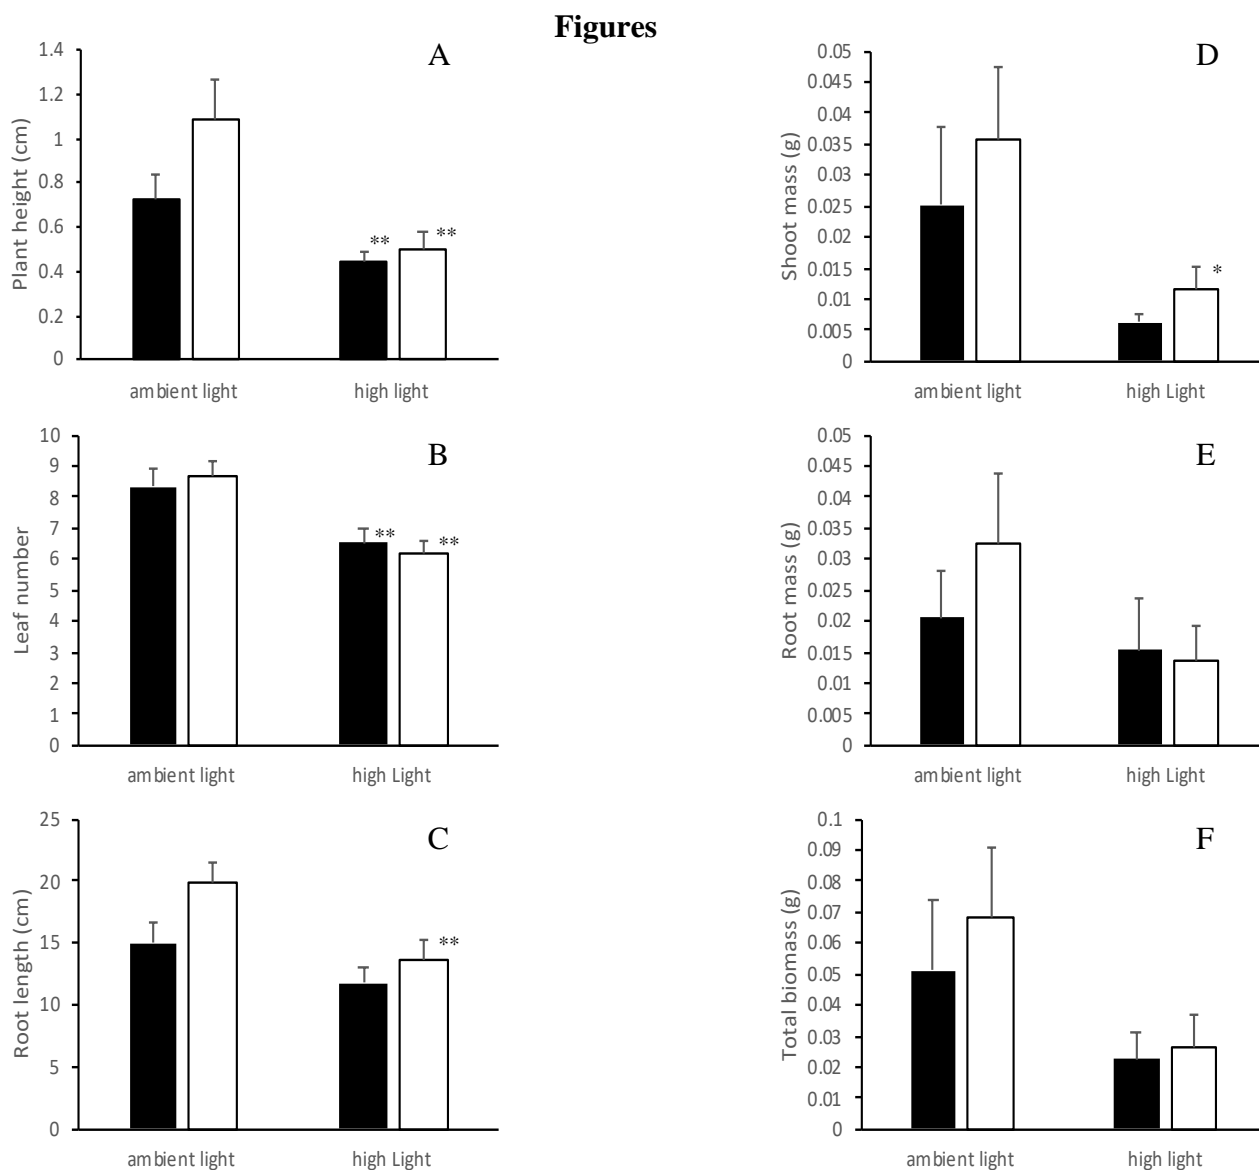 Figures
A
Plant height (cm)
1.4
1.2
1
0.8
0.6
0.4
0.2
0
**
**
ambient light
high light
B
Leaf number
10
9
8
7
6
5
4
3
2
1
0
**
**
ambient light
high Light
C
Root length (cm)
25
20
15
10
5
0
**
ambient light
high Light
D
Shoot mass (g)
0.05
0.045
0.04
0.035
0.03
0.025
0.02
0.015
0.01
0.005
0
*
ambient light
high Light
E
Root mass (g)
0.05
0.045
0.04
0.035
0.03
0.025
0.02
0.015
0.01
0.005
0
ambient light
high Light
F
Total biomass (g)
0.1
0.09
0.08
0.07
0.06
0.05
0.04
0.03
0.02
0.01
0
ambient light
high light